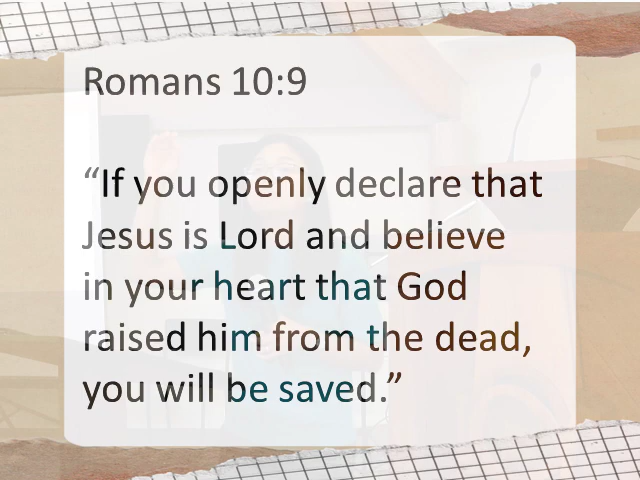 Romans 10:9
“If you openly declare that
Jesus is Lord and believe
in your heart that God
raised him from the dead,
you will be saved.”